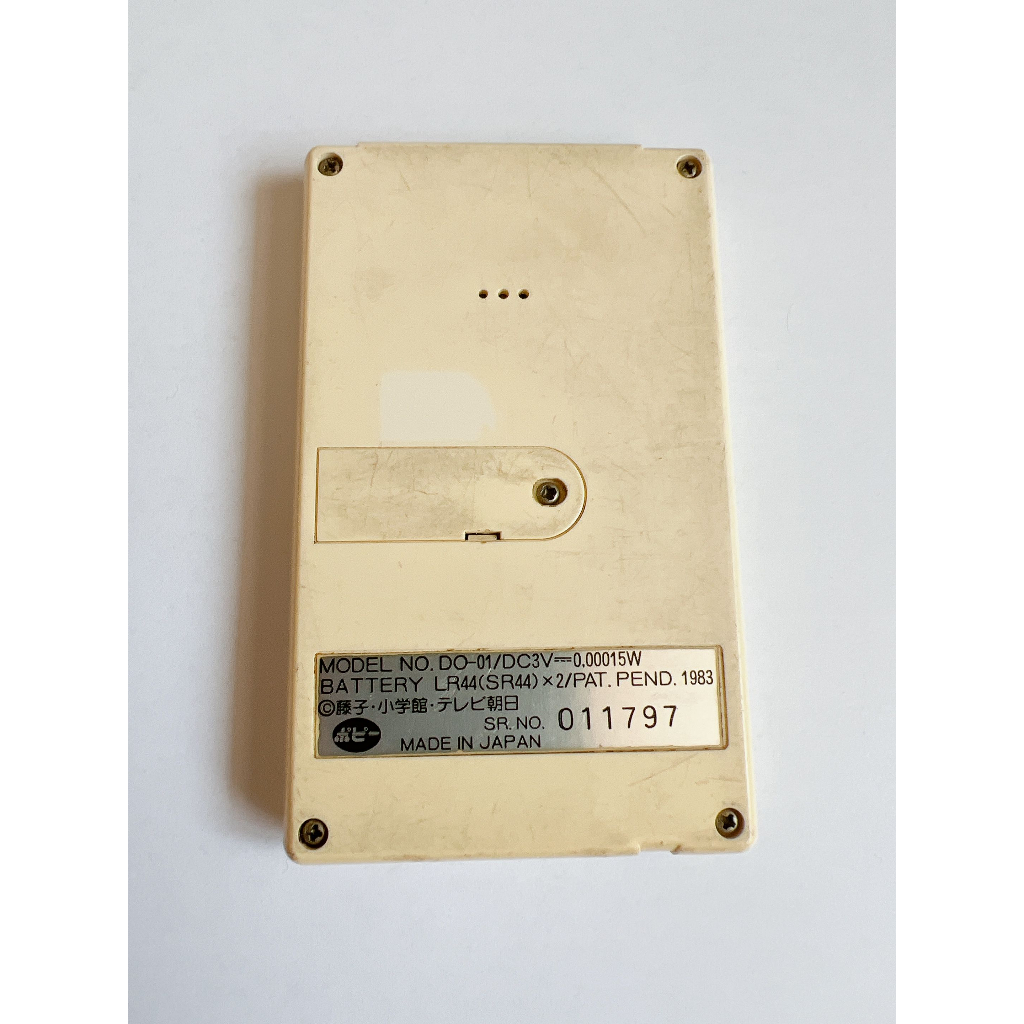 MODEL NO. DO-01/DC3V⎓0.00015W
BATTERY LR44(SR44)×2/PAT. PEND. 1983
©藤子・小学館・テレビ朝日
SR. NO. 011797
ポピー
MADE IN JAPAN